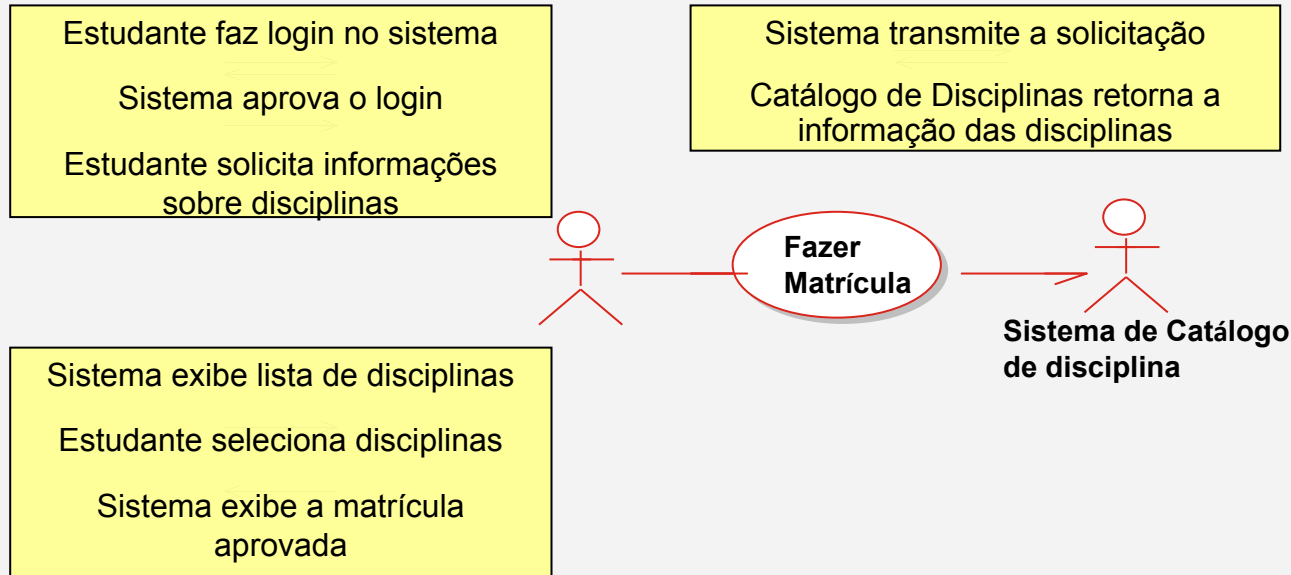 Estudante faz login no sistema
Sistema aprova o login
Estudante solicita informações
sobre disciplinas
Sistema transmite a solicitação
Catálogo de Disciplinas retorna a
informação das disciplinas
Fazer
Matrícula
Sistema de Catálogo
de disciplina
Sistema exibe lista de disciplinas
Estudante seleciona disciplinas
Sistema exibe a matrícula
aprovada